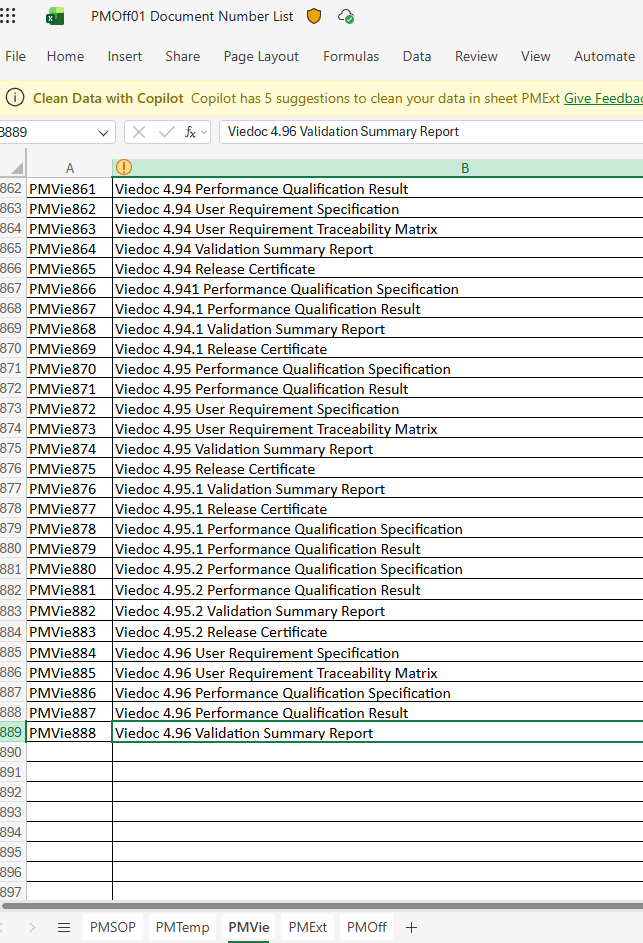 PMOff01 Document Number List
File Home Insert Share Page Layout Formulas Data Review View Automate
Clean Data with Copilot Copilot has 5 suggestions to clean your data in sheet PMExt Give Feedba
B889 fx Viedoc 4.96 Validation Summary Report
A B
862 PMVie861 Viedoc 4.94 Performance Qualification Result
863 PMVie862 Viedoc 4.94 User Requirement Specification
864 PMVie863 Viedoc 4.94 User Requirement Traceability Matrix
865 PMVie864 Viedoc 4.94 Validation Summary Report
866 PMVie865 Viedoc 4.94 Release Certificate
867 PMVie866 Viedoc 4.941 Performance Qualification Specification
868 PMVie867 Viedoc 4.94.1 Performance Qualification Result
869 PMVie868 Viedoc 4.94.1 Validation Summary Report
870 PMVie869 Viedoc 4.94.1 Release Certificate
871 PMVie870 Viedoc 4.95 Performance Qualification Specification
872 PMVie871 Viedoc 4.95 Performance Qualification Result
873 PMVie872 Viedoc 4.95 User Requirement Specification
874 PMVie873 Viedoc 4.95 User Requirement Traceability Matrix
875 PMVie874 Viedoc 4.95 Validation Summary Report
876 PMVie875 Viedoc 4.95 Release Certificate
877 PMVie876 Viedoc 4.95.1 Validation Summary Report
878 PMVie877 Viedoc 4.95.1 Release Certificate
879 PMVie878 Viedoc 4.95.1 Performance Qualification Specification
880 PMVie879 Viedoc 4.95.1 Performance Qualification Result
881 PMVie880 Viedoc 4.95.2 Performance Qualification Specification
882 PMVie881 Viedoc 4.95.2 Performance Qualification Result
883 PMVie882 Viedoc 4.95.2 Validation Summary Report
884 PMVie883 Viedoc 4.95.2 Release Certificate
885 PMVie884 Viedoc 4.96 User Requirement Specification
886 PMVie885 Viedoc 4.96 User Requirement Traceability Matrix
887 PMVie886 Viedoc 4.96 Performance Qualification Specification
888 PMVie887 Viedoc 4.96 Performance Qualification Result
889 PMVie888 Viedoc 4.96 Validation Summary Report
890
891
892
893
894
895
896
897
PMSOP PMTemp PMVie PMExt PMOff